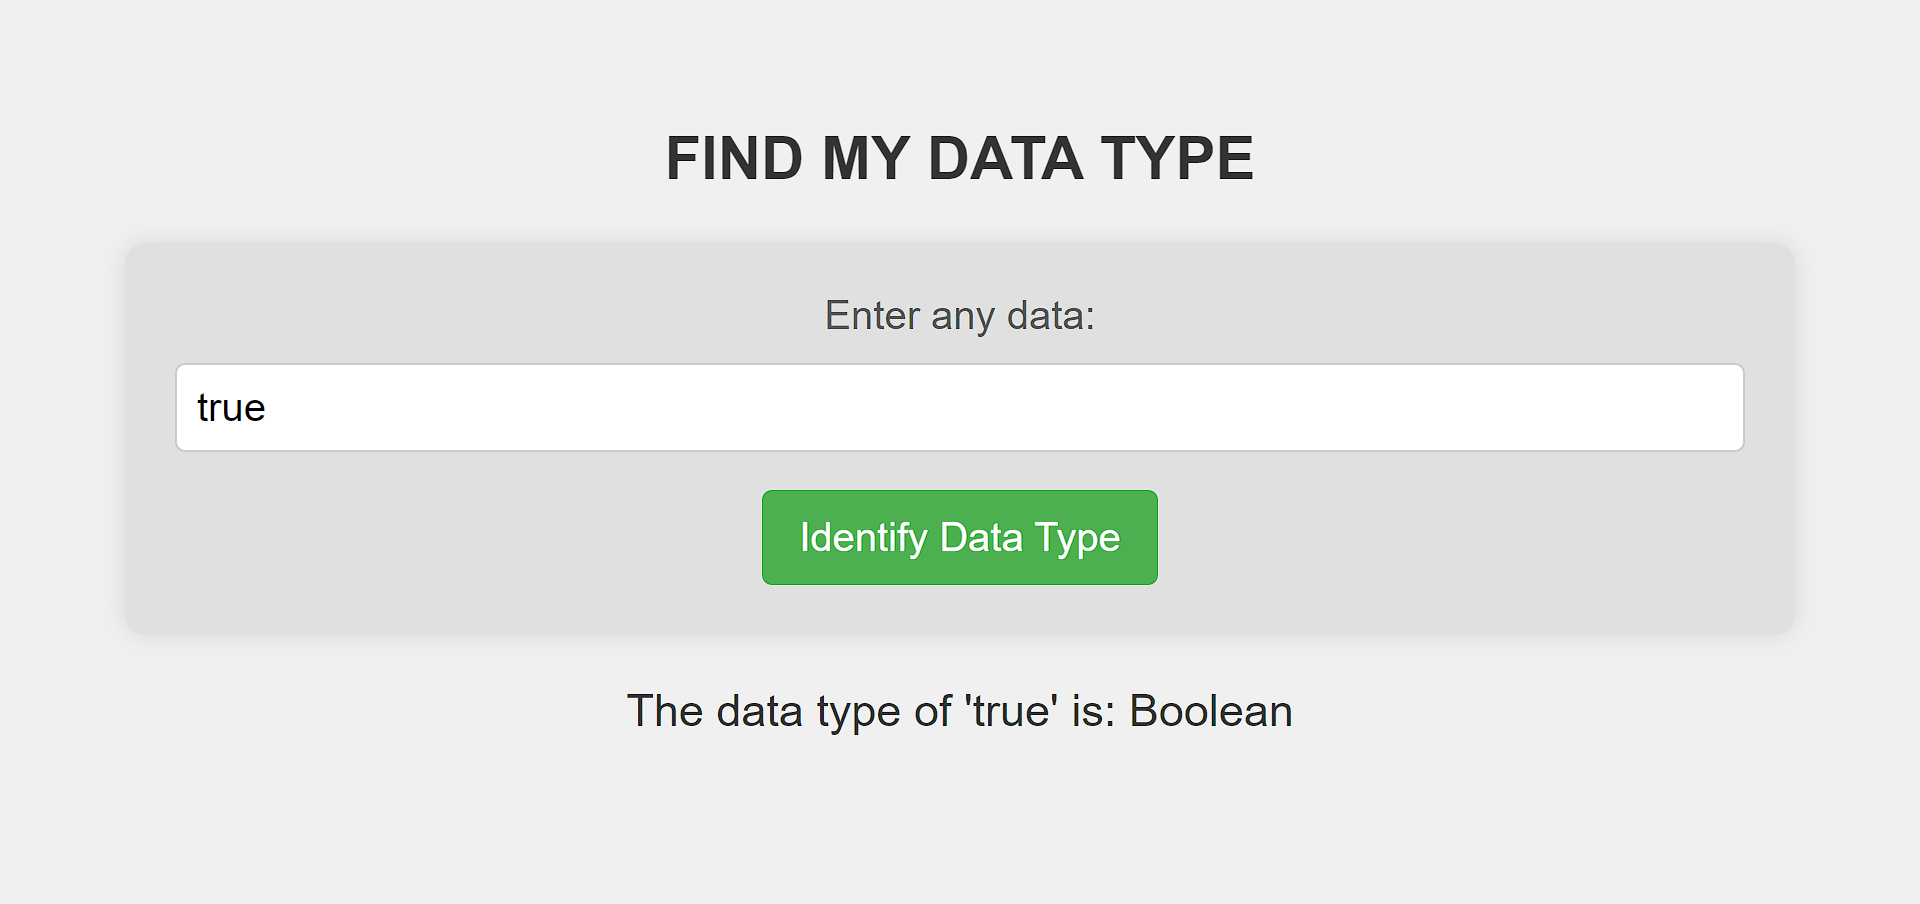 FIND MY DATA TYPE
Enter any data:
true
Identify Data Type
The data type of 'true' is: Boolean